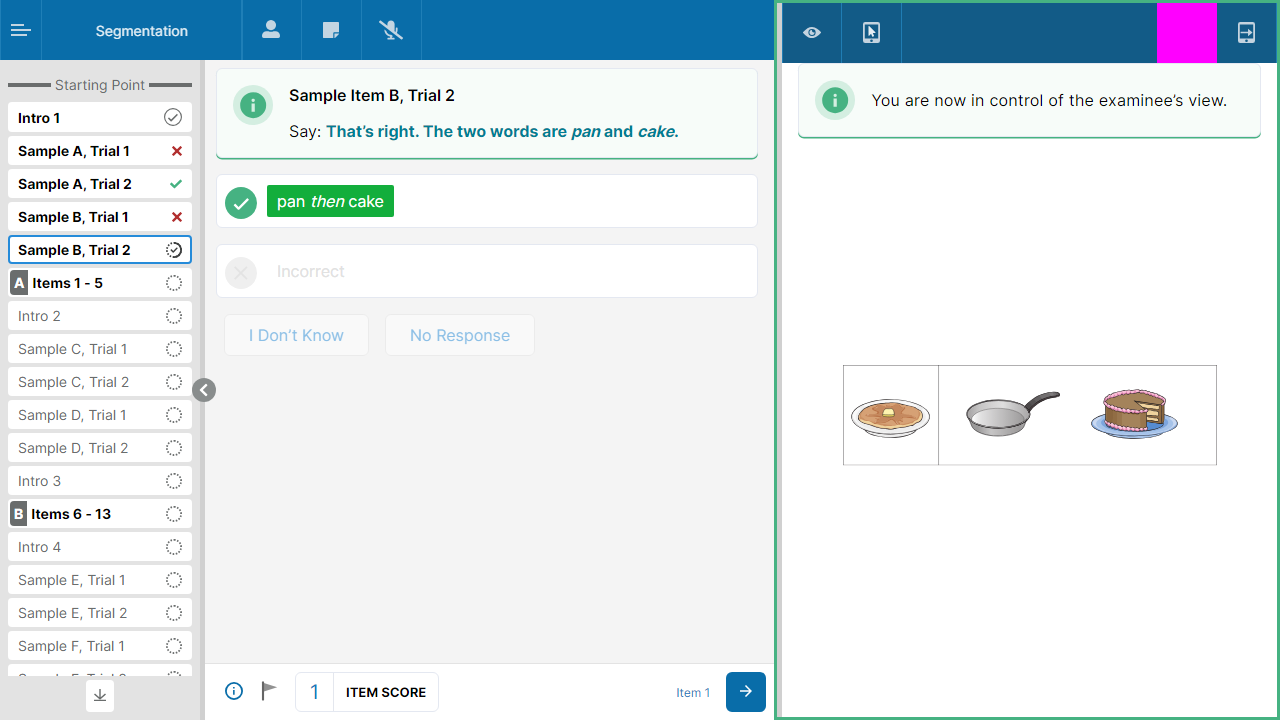 Segmentation
Starting Point
Intro 1
Sample A, Trial 1
Sample A, Trial 2
Sample B, Trial 1
Sample B, Trial 2
A Items 1 - 5
Intro 2
Sample C, Trial 1
Sample C, Trial 2
Sample D, Trial 1
Sample D, Trial 2
Intro 3
B Items 6 - 13
Intro 4
Sample E, Trial 1
Sample E, Trial 2
Sample F, Trial 1
Sample Item B, Trial 2
Say: That’s right. The two words are pan and cake.
pan then cake
Incorrect
I Don’t Know
No Response
1 ITEM SCORE
Item 1
You are now in control of the examinee’s view.